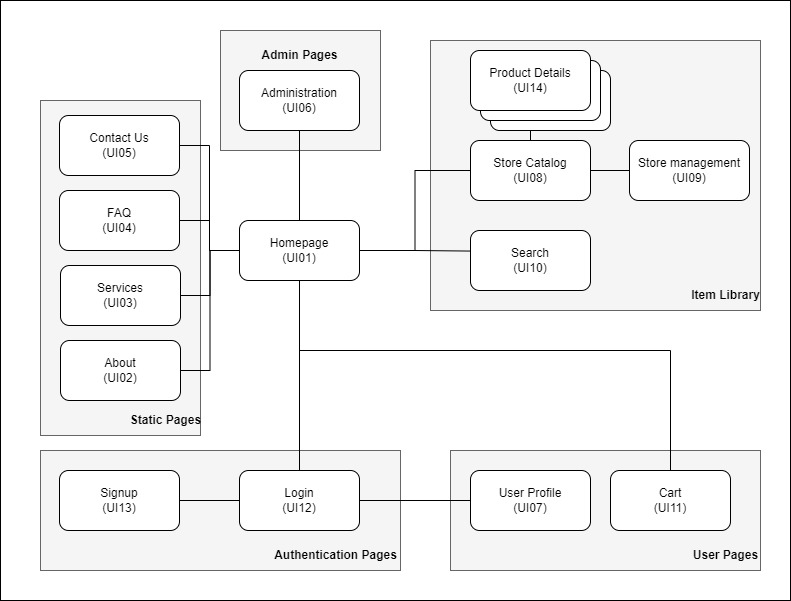 Admin Pages
Administration
(UI06)
Product Details
(UI14)
Contact Us
(UI05)
Store Catalog
(UI08)
Store management
(UI09)
FAQ
(UI04)
Homepage
(UI01)
Search
(UI10)
Services
(UI03)
Item Library
About
(UI02)
Static Pages
Signup
(UI13)
Login
(UI12)
User Profile
(UI07)
Cart
(UI11)
Authentication Pages
User Pages